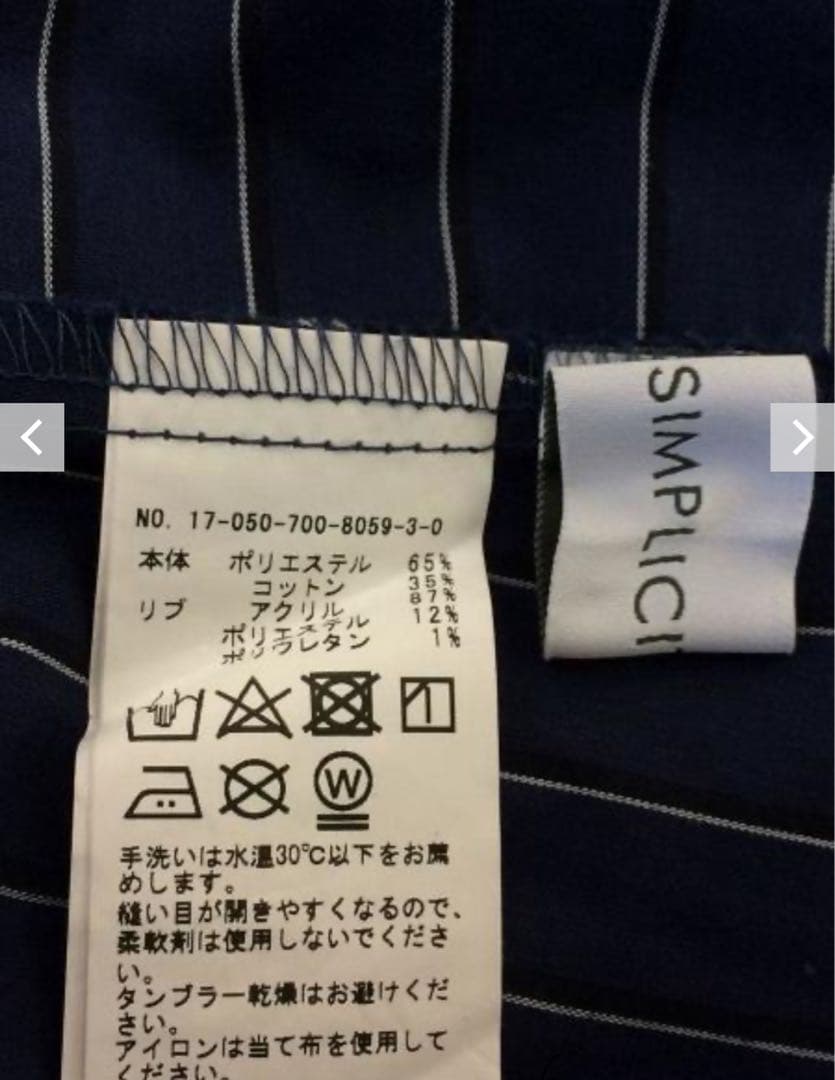 NO. 17-050-700-8059-3-0
本体 ポリエステル 65%
コットン 35%
リブ アクリル 87%
ポリエステル 12%
ポリウレタン 1%
W
手洗いは水温30℃以下をお薦
めします。
縫い目が開きやすくなるので、
柔軟剤は使用しないでくださ
い。
タンブラー乾燥はお避けくだ
さい。
アイロンは当て布を使用して
ください。
SIMPLICI